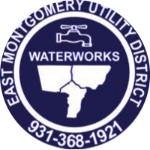 EAST MONTGOMERY UTILITY DISTRICT
WATERWORKS
931-368-1921